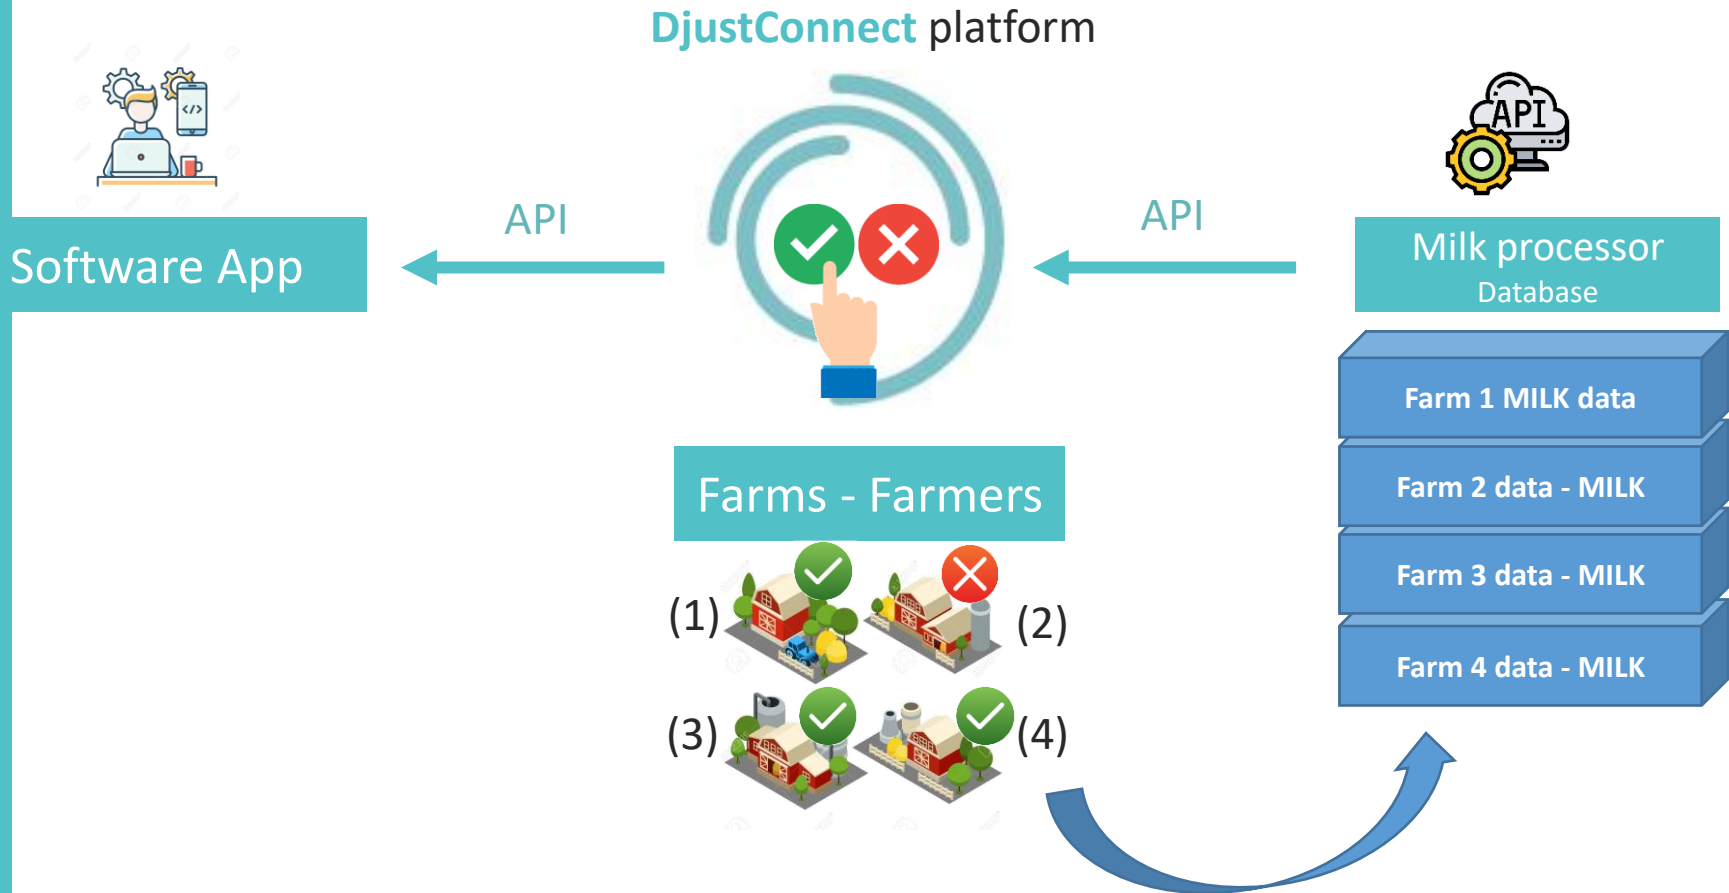 DjustConnect platform
</>
API
API
API
Software App
Milk processor
Database
Farm 1 MILK data
Farm 2 data - MILK
Farm 3 data - MILK
Farm 4 data - MILK
Farms - Farmers
(1)
(2)
(3)
(4)